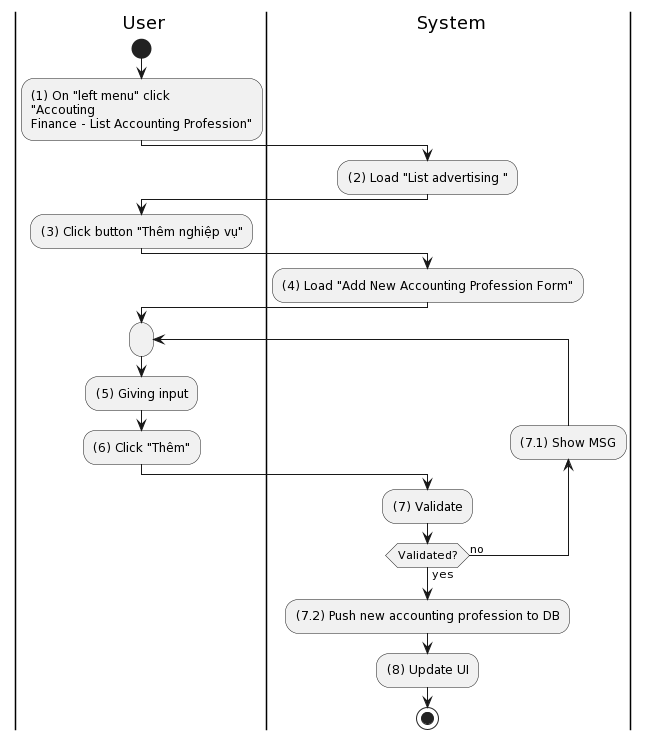 User
System
(1) On "left menu" click
"Accouting
Finance - List Accounting Profession"
(2) Load "List advertising "
(3) Click button "Thêm nghiệp vụ"
(4) Load "Add New Accounting Profession Form"
(5) Giving input
(6) Click "Thêm"
(7.1) Show MSG
(7) Validate
Validated?
no
yes
(7.2) Push new accounting profession to DB
(8) Update UI